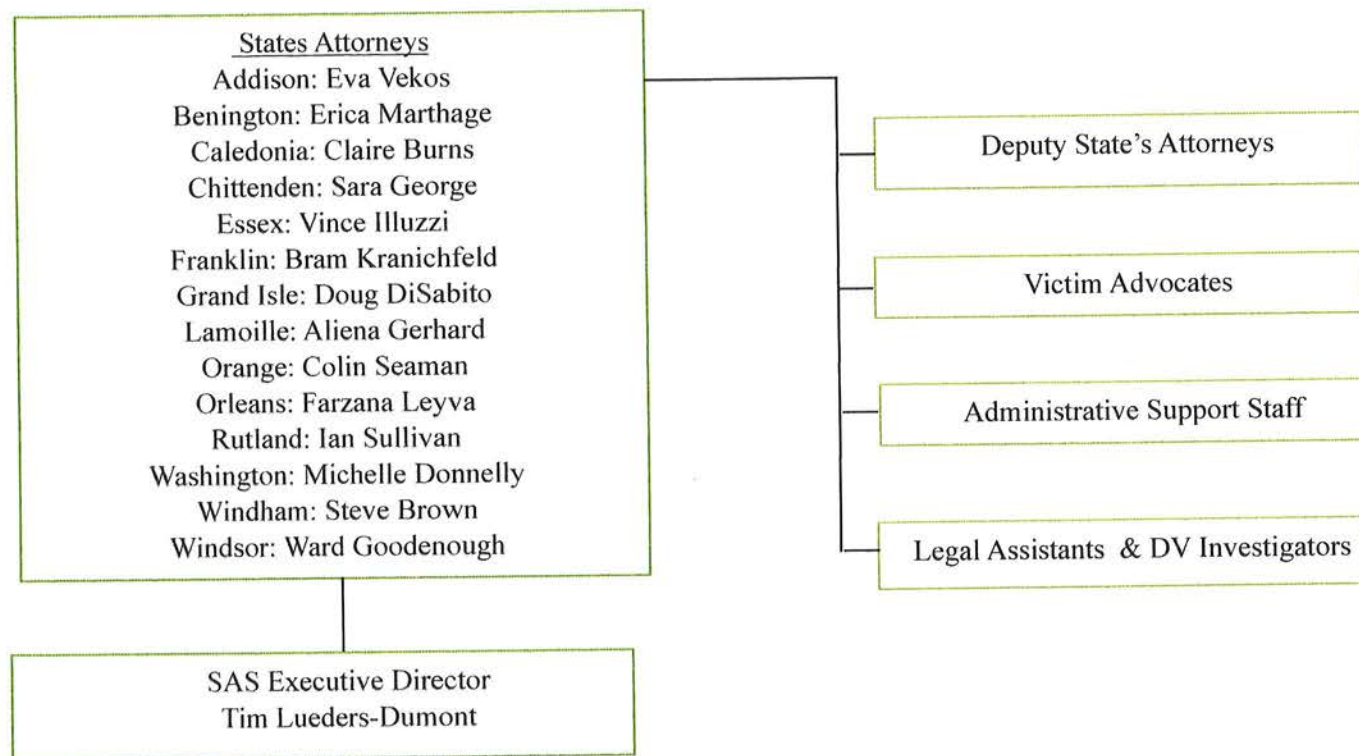 States Attorneys
Addison: Eva Vekos
Benington: Erica Marthage
Caledonia: Claire Burns
Chittenden: Sara George
Essex: Vince Illuzzi
Franklin: Bram Kranichfeld
Grand Isle: Doug DiSabito
Lamoille: Aliena Gerhard
Orange: Colin Seaman
Orleans: Farzana Leyva
Rutland: Ian Sullivan
Washington: Michelle Donnelly
Windham: Steve Brown
Windsor: Ward Goodenough
SAS Executive Director
Tim Lueders-Dumont
Deputy State’s Attorneys
Victim Advocates
Administrative Support Staff
Legal Assistants & DV Investigators